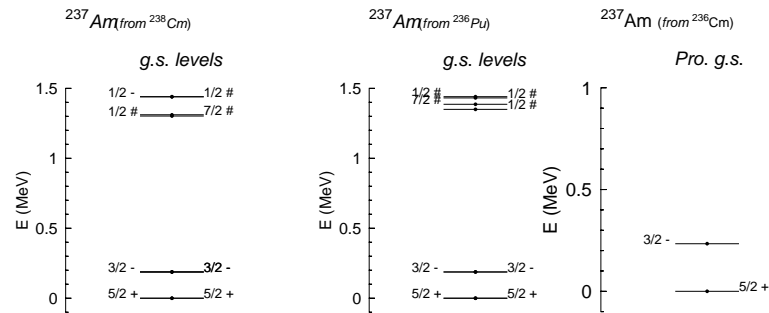 237Am(from 238Cm)
g.s. levels
E (MeV)
1.5
1
0.5
0
1/2 - 1/2 #
1/2 # 7/2 #
3/2 - 3/2 -
5/2 + 5/2 +
237Am(from 236Pu)
g.s. levels
E (MeV)
1.5
1
0.5
0
1/2 # 1/2 #
7/2 # 1/2 #
3/2 - 3/2 -
5/2 + 5/2 +
237Am (from 236Cm)
Pro. g.s.
E (MeV)
1
0.5
0
3/2 -
5/2 +